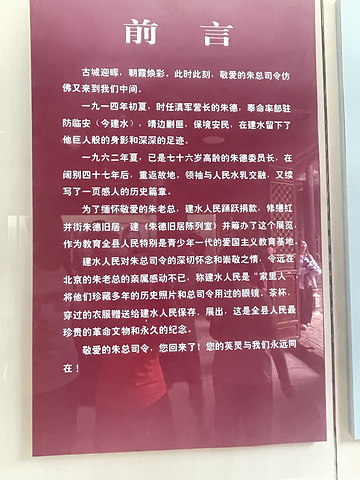 前言
古城迎晖，朝霞焕彩。此时此刻，敬爱的朱总司令仿
佛又来到我们中间。
一九一四年初夏，时任滇军营长的朱德，奉命率部驻
防临安（今建水），靖边剿匪，保境安民，在建水留下了
他巨人般的身影和深深的足迹。
一九六二年夏，已是七十六岁高龄的朱德委员长，在
阔别四十七年后，重返故地，领袖与人民水乳交融，又续
写了一页感人的历史篇章。
为了缅怀敬爱的朱老总，建水人民踊跃捐款，修缮红
井街朱德旧居，建《朱德旧居陈列室》并筹办了这个展览，
作为教育全县人民特别是青少年一代的爱国主义教育基地
建水人民对朱总司令的深切怀念和崇敬之情，令远在
北京的朱老总的亲属感动不已，称建水人民是“家里人”
将他们珍藏多年的历史照片和总司令用过的眼镜、茶杯、
穿过的衣服赠送给建水人民保存、展出，这是全县人民最
珍贵的革命文物和永久的纪念。
敬爱的朱总司令，您回来了！您的英灵与我们永远同
在！